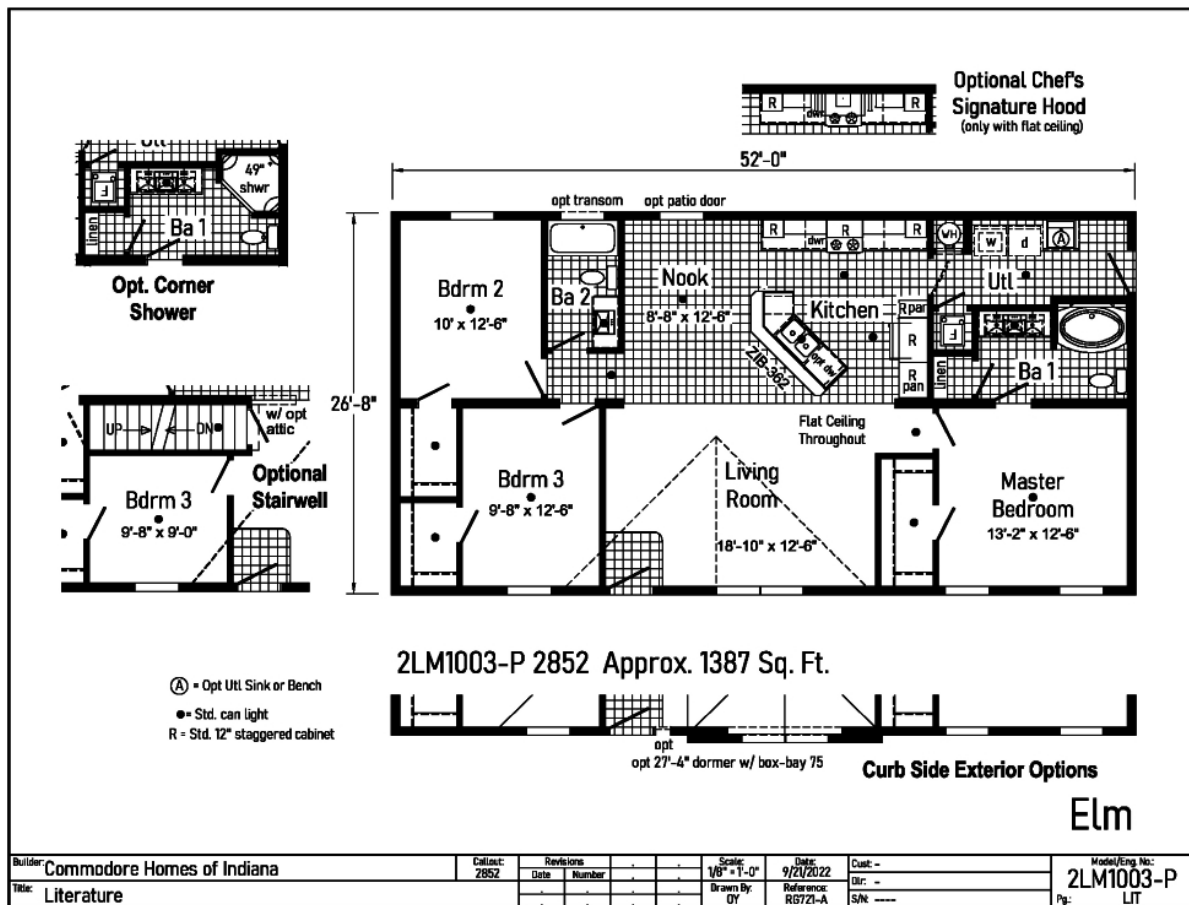 Optional Chef's
Signature Hood
(only with flat ceiling)
R
dwr
R
Utl
49"
shwr
F
linen
Ba 1
Opt. Corner
Shower
52'-0"
opt transom
opt patio door
26'-8"
Bdrm 2
10' x 12'-6"
Ba 2
Nook
8'-8" x 12'-6"
R
dwr
R
R
Kitchen
ZIB-362
opt dw
R par
R
R
pan
WH
w
d
A
Utl
F
linen
Ba 1
UP
DN
w/ opt
attic
Optional
Stairwell
Bdrm 3
9'-8" x 9'-0"
Bdrm 3
9'-8" x 12'-6"
Flat Ceiling
Throughout
Living
Room
18'-10" x 12'-6"
Master
Bedroom
13'-2" x 12'-6"
2LM1003-P 2852 Approx. 1387 Sq. Ft.
A = Opt Utl Sink or Bench
●= Std. can light
R = Std. 12" staggered cabinet
opt
opt 27'-4" dormer w/ box-bay 75
Curb Side Exterior Options
Elm
Builder: Commodore Homes of Indiana
Title: Literature
Callout:
2852
Revisions
Date Number
Scale:
1/8" = 1'-0"
Drawn By:
OY
Date:
9/21/2022
Reference:
RG721-A
Cust: -
Dlr: -
S/N: ----
Model/Eng. No.:
2LM1003-P
Pg.: LIT